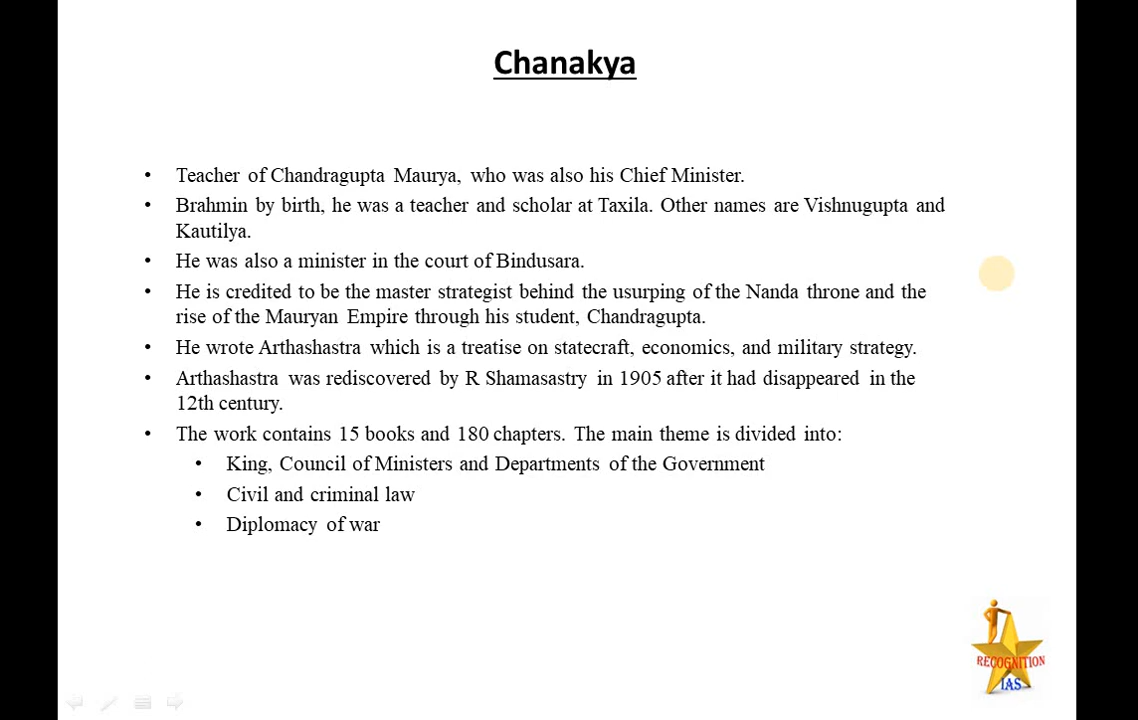 Chanakya
• Teacher of Chandragupta Maurya, who was also his Chief Minister.
• Brahmin by birth, he was a teacher and scholar at Taxila. Other names are Vishnugupta and
Kautilya.
• He was also a minister in the court of Bindusara.
• He is credited to be the master strategist behind the usurping of the Nanda throne and the
rise of the Mauryan Empire through his student, Chandragupta.
• He wrote Arthashastra which is a treatise on statecraft, economics, and military strategy.
• Arthashastra was rediscovered by R Shamasastry in 1905 after it had disappeared in the
12th century.
• The work contains 15 books and 180 chapters. The main theme is divided into:
• King, Council of Ministers and Departments of the Government
• Civil and criminal law
• Diplomacy of war
RECOGNITION
IAS